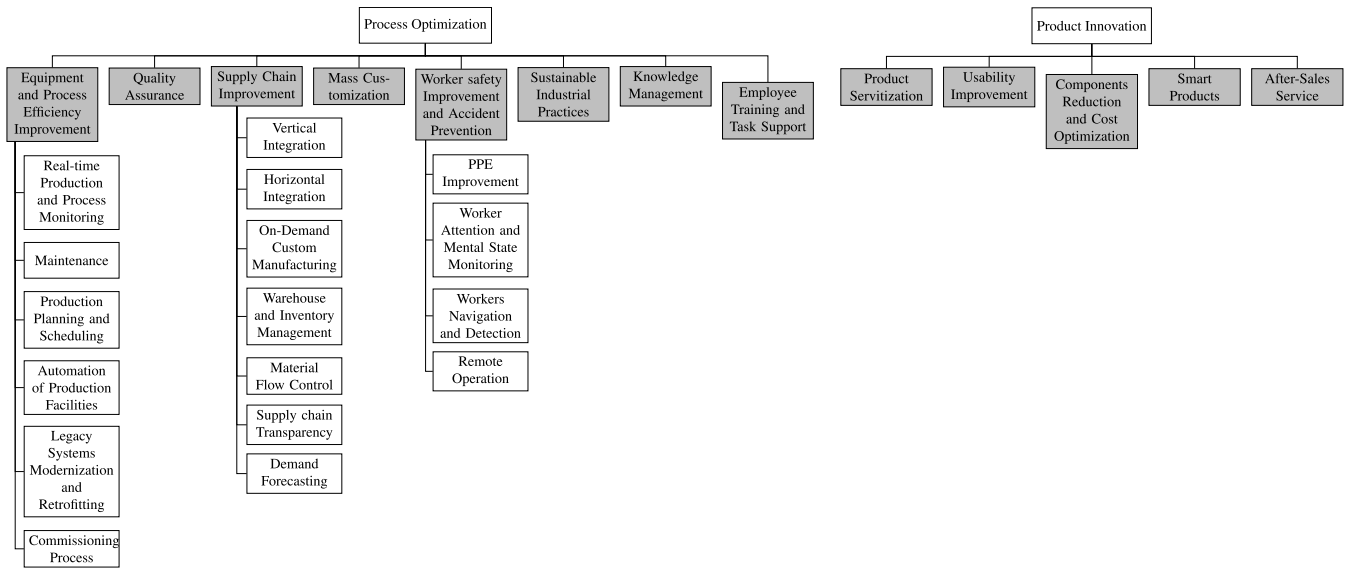 Process Optimization
Equipment
and Process
Efficiency
Improvement
Real-time
Production
and Process
Monitoring
Maintenance
Production
Planning and
Scheduling
Automation
of Production
Facilities
Legacy
Systems
Modernization
and
Retrofitting
Commissioning
Process
Quality
Assurance
Supply Chain
Improvement
Vertical
Integration
Horizontal
Integration
On-Demand
Custom
Manufacturing
Warehouse
and Inventory
Management
Material
Flow Control
Supply chain
Transparency
Demand
Forecasting
Mass Cus-
tomization
Worker safety
Improvement
and Accident
Prevention
PPE
Improvement
Worker
Attention and
Mental State
Monitoring
Workers
Navigation
and Detection
Remote
Operation
Sustainable
Industrial
Practices
Knowledge
Management
Employee
Training and
Task Support
Product Innovation
Product
Servitization
Usability
Improvement
Components
Reduction
and Cost
Optimization
Smart
Products
After-Sales
Service